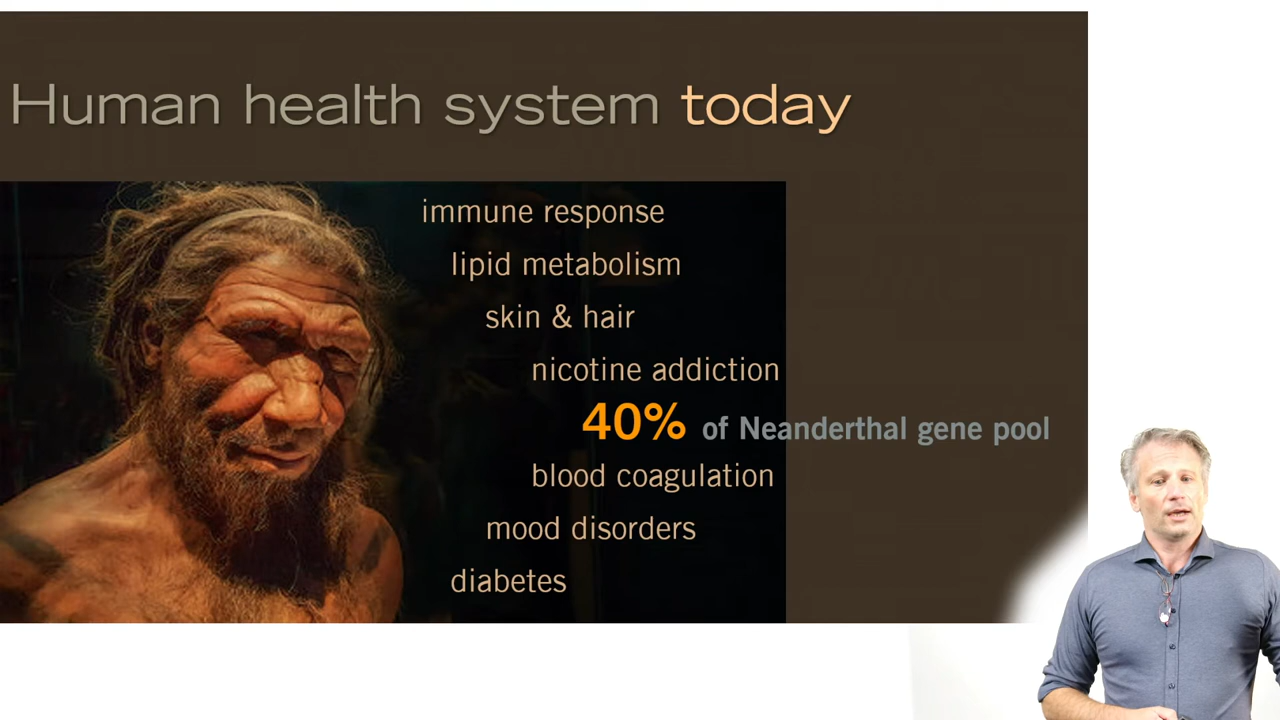 Human health system today
immune response
lipid metabolism
skin & hair
nicotine addiction
40% of Neanderthal gene pool
blood coagulation
mood disorders
diabetes